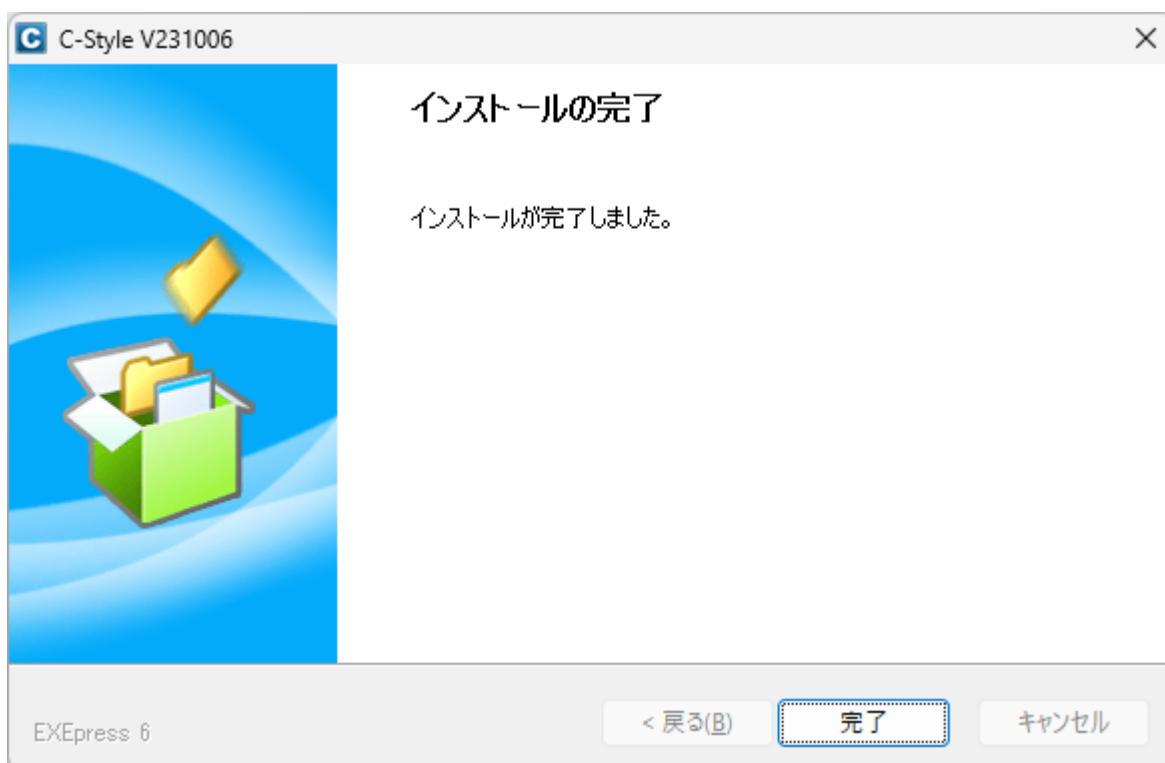 C-Style V231006
インストールの完了
インストールが完了しました。
EXEpress 6
< 戻る(B)
完了
キャンセル